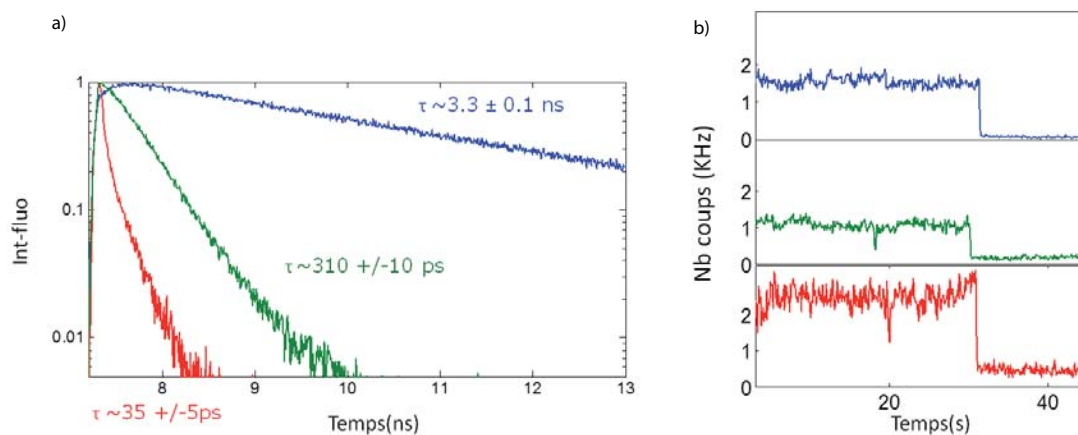 a)
Int-fluo
1
0.1
0.01
τ ~3.3 ± 0.1 ns
τ ~310 +/-10 ps
τ ~35 +/-5ps
8 9 10 11 12 13
Temps(ns)
b)
Nb coups (KHz)
2
1
0
2
1
0
2
1
0
20 40
Temps(s)